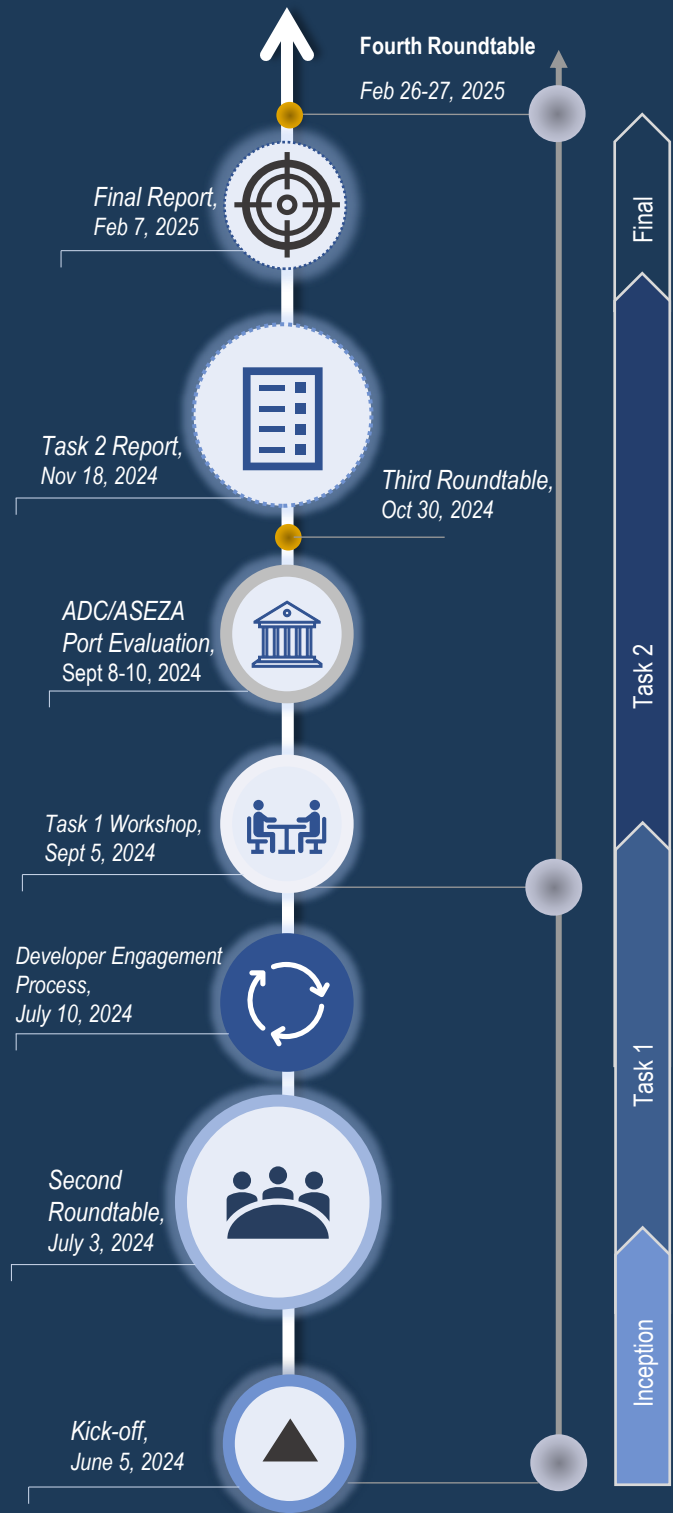 Fourth Roundtable
Feb 26-27, 2025
Final Report,
Feb 7, 2025
Final
Task 2 Report,
Nov 18, 2024
Third Roundtable,
Oct 30, 2024
ADC/ASEZA
Port Evaluation,
Sept 8-10, 2024
Task 2
Task 1 Workshop,
Sept 5, 2024
Developer Engagement
Process,
July 10, 2024
Task 1
Second
Roundtable,
July 3, 2024
Inception
Kick-off,
June 5, 2024